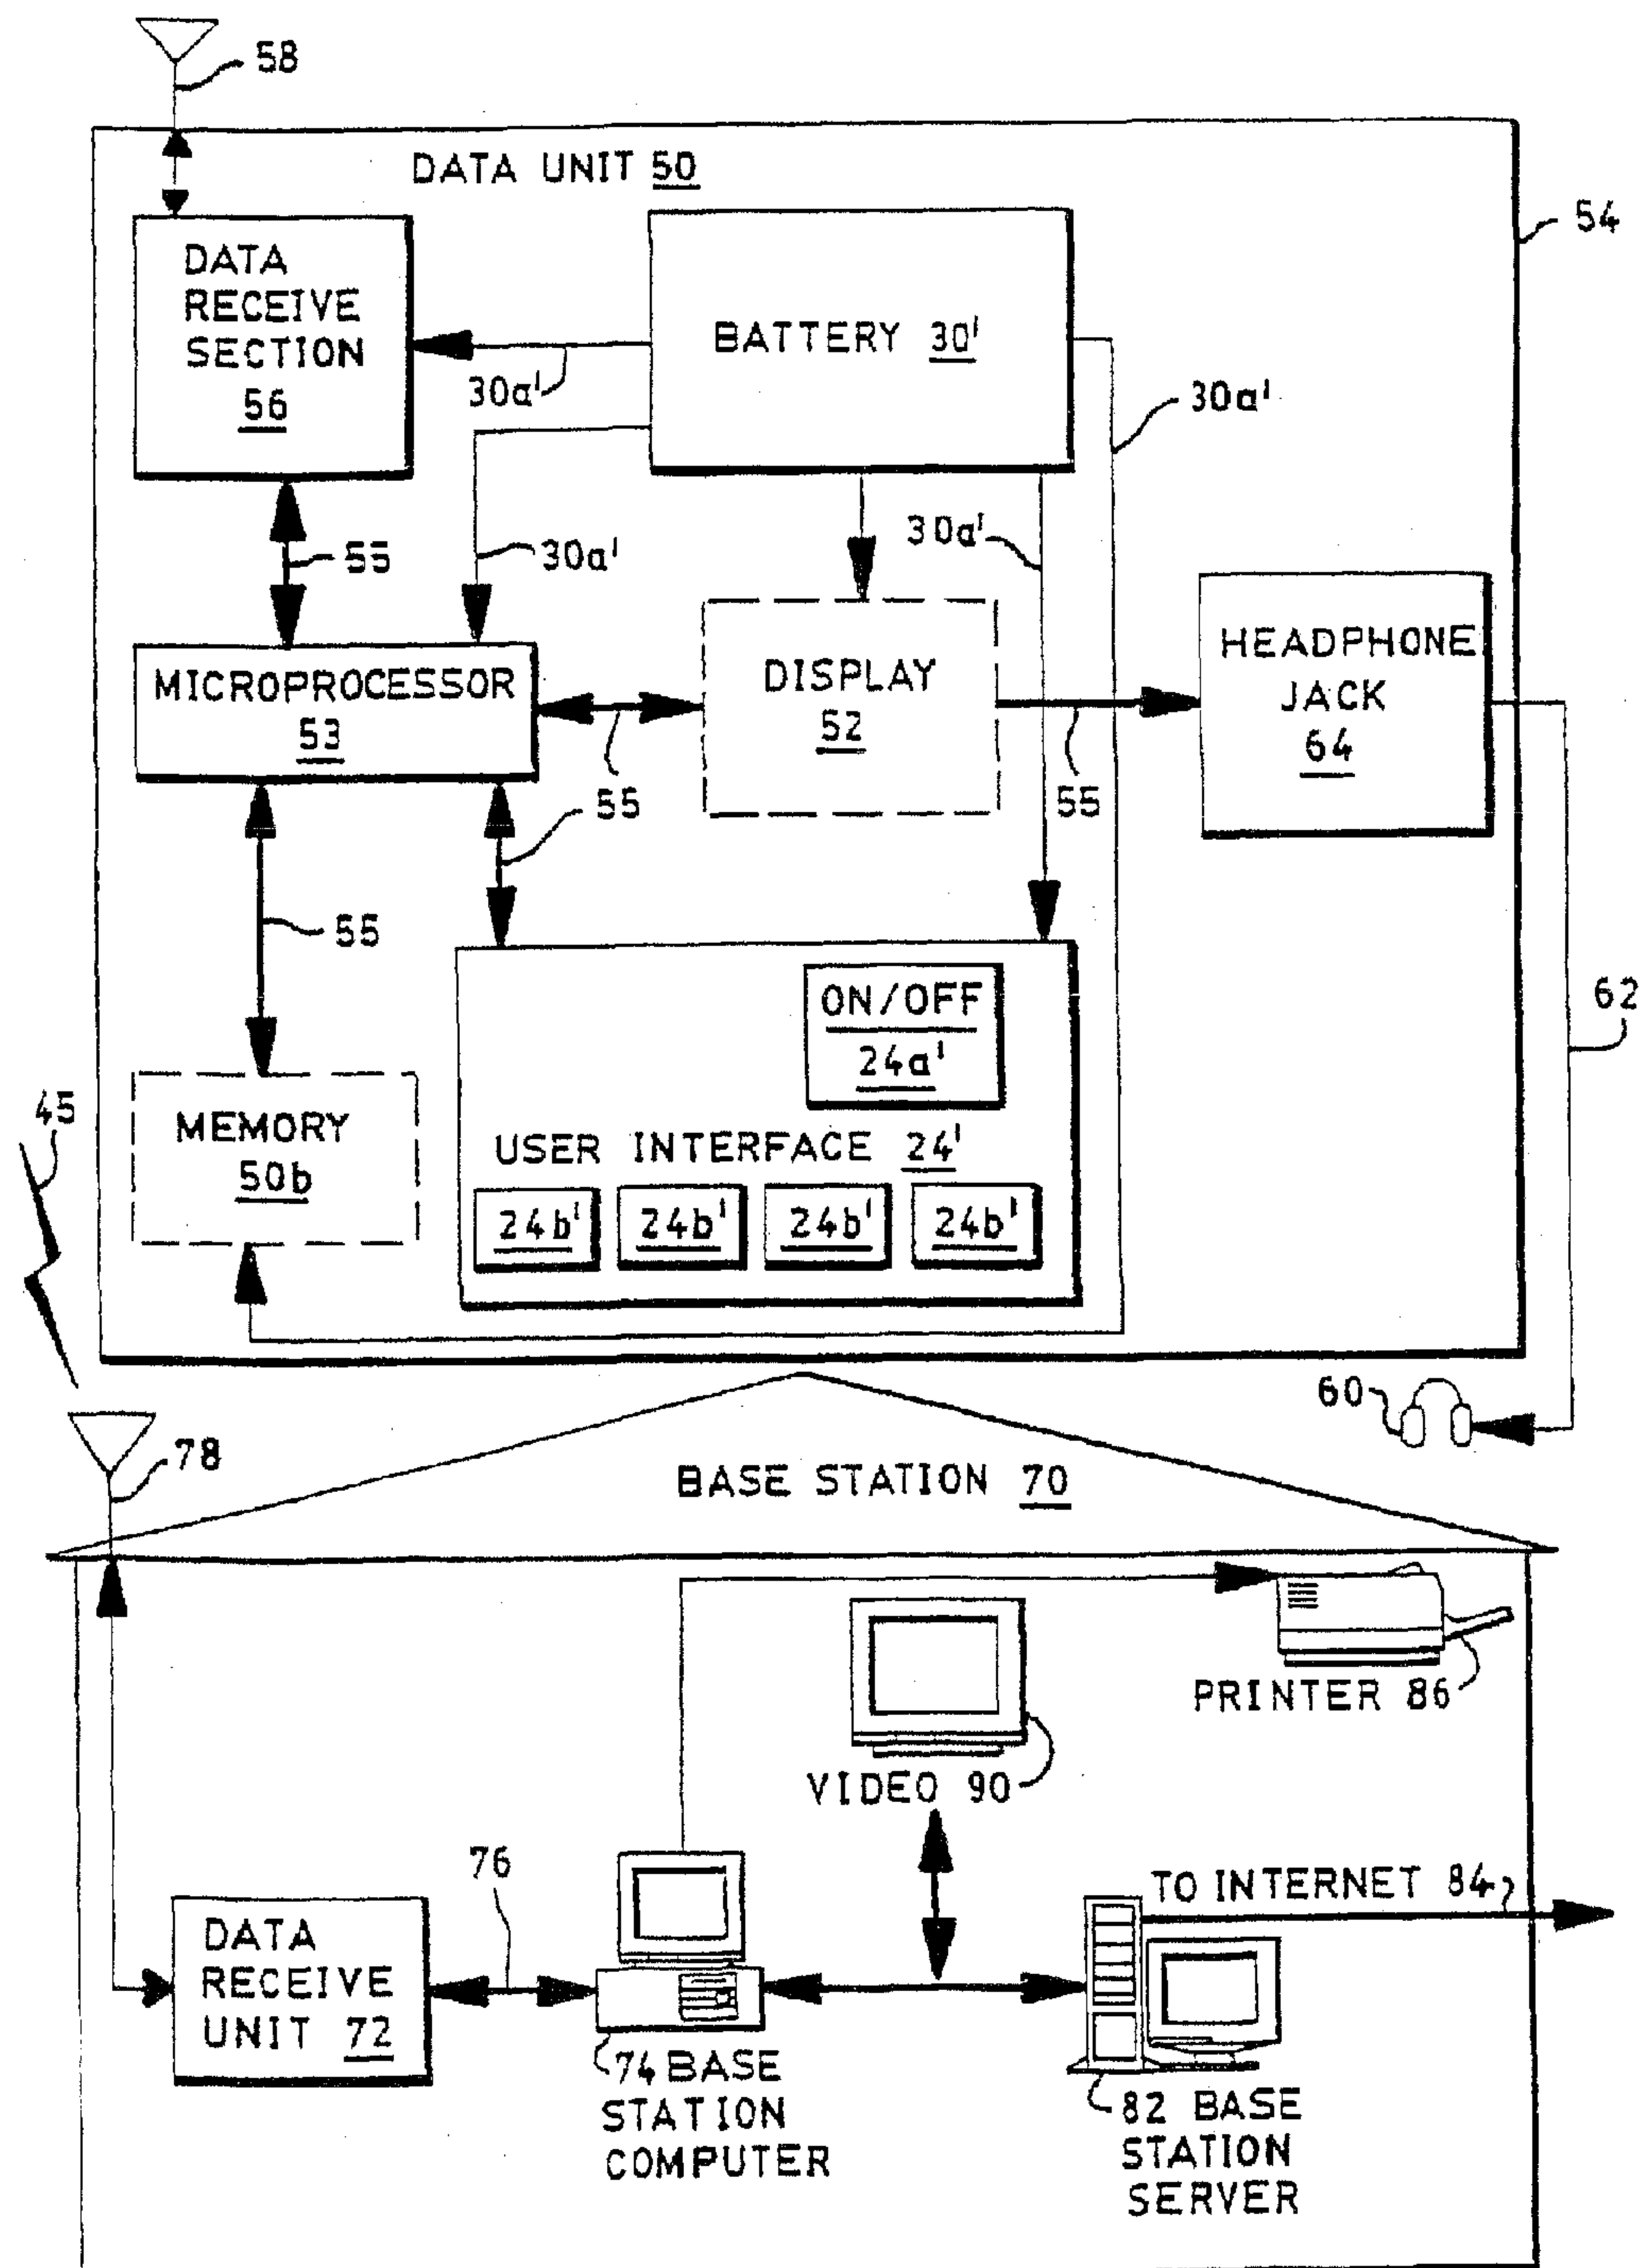 58
DATA UNIT 50
54
DATA
RECEIVE
SECTION
56
BATTERY 30'
30a'
30a'
55
30a'
30a'
MICROPROCESSOR
53
DISPLAY
52
HEADPHONE
JACK
64
55
55
55
55
ON/OFF
24a'
62
45
MEMORY
50b
USER INTERFACE 24'
24b' 24b' 24b' 24b'
60
78
BASE STATION 70
PRINTER 86
VIDEO 90
76
TO INTERNET 84
DATA
RECEIVE
UNIT 72
74 BASE
STATION
COMPUTER
82 BASE
STATION
SERVER